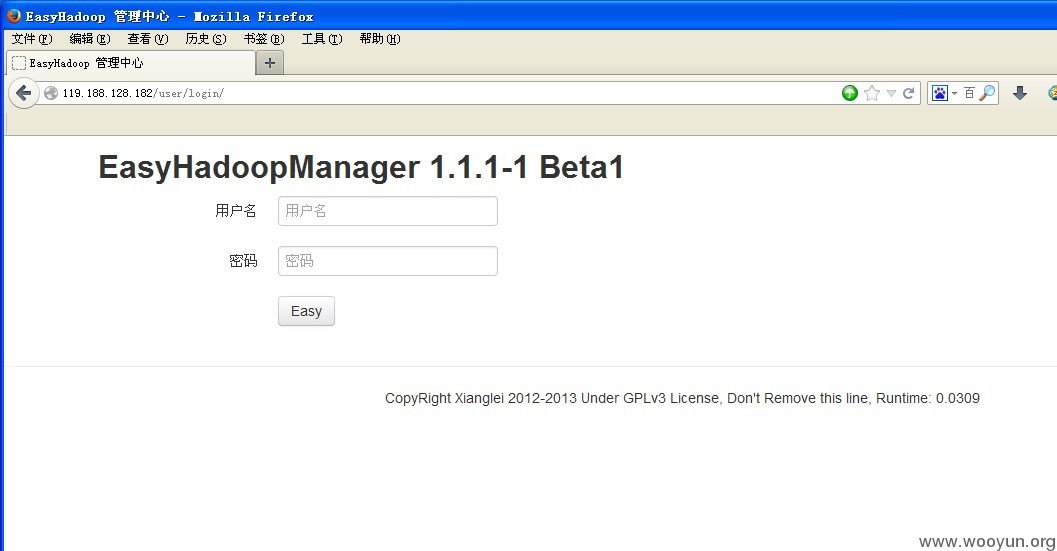 EasyHadoop 管理中心 - Mozilla Firefox
文件(F) 编辑(E) 查看(V) 历史(S) 书签(B) 工具(T) 帮助(H)
EasyHadoop 管理中心
119.188.128.182/user/login/
百
EasyHadoopManager 1.1.1-1 Beta1
用户名 用户名
密码 密码
Easy
CopyRight Xianglei 2012-2013 Under GPLv3 License, Don't Remove this line, Runtime: 0.0309
www.wooyun.org